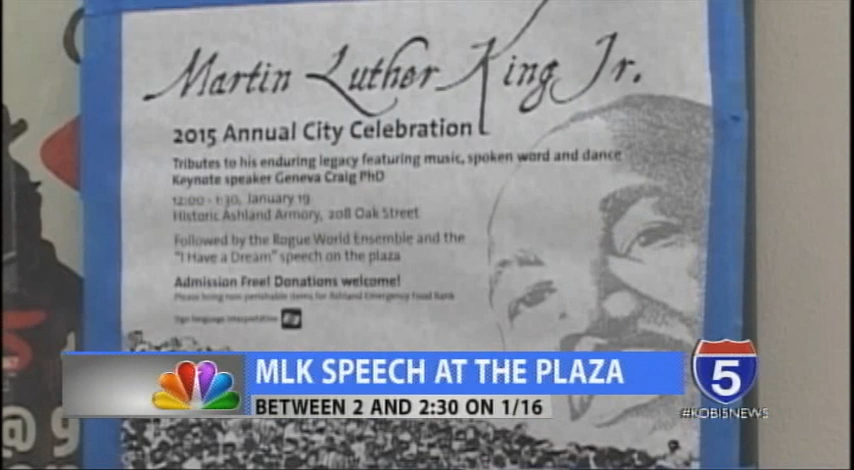 Martin Luther King Jr.
2015 Annual City Celebration
Tributes to his enduring legacy featuring music, spoken word and dance
Keynote speaker Geneva Craig PhD
12:00 - 1:30, January 19
Historic Ashland Armory, 208 Oak Street
Followed by the Rogue World Ensemble and the
"I Have a Dream" speech on the plaza
Admission Free! Donations welcome!
Please bring non-perishable items for Ashland Emergency Food Bank
Sign language interpretation
MLK SPEECH AT THE PLAZA
BETWEEN 2 AND 2:30 ON 1/16
5
#KOBI5NEWS
@g